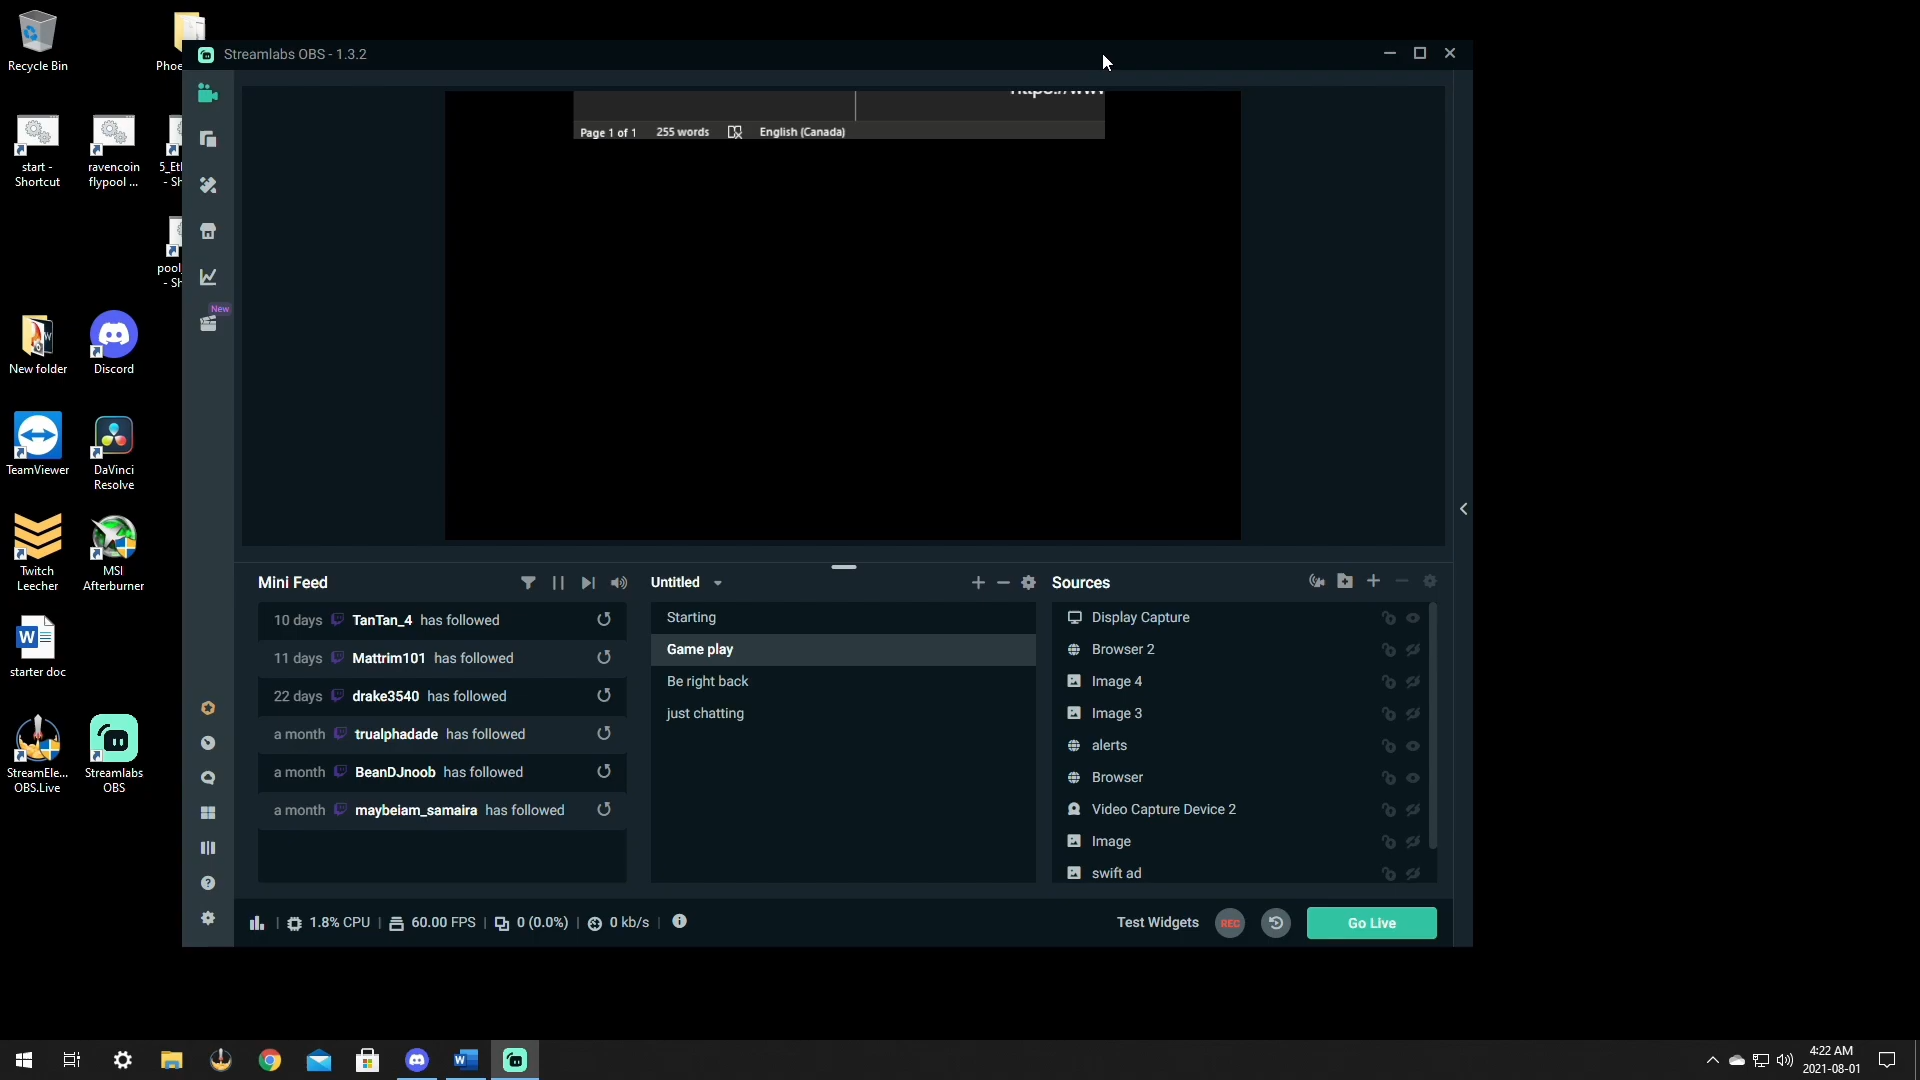 Recycle Bin
Phoe
start -
Shortcut
ravencoin
flypool ...
5_Etl
- Sh
pool_
- Sh
New folder
Discord
TeamViewer
DaVinci
Resolve
Twitch
Leecher
MSI
Afterburner
starter doc
StreamEle...
OBS.Live
Streamlabs
OBS
Streamlabs OBS - 1.3.2
New
Page 1 of 1 255 words English (Canada)
Mini Feed
10 days TanTan_4 has followed
11 days Mattrim101 has followed
22 days drake3540 has followed
a month trualphadade has followed
a month BeanDJnoob has followed
a month maybeiam_samaira has followed
Untitled
Starting
Game play
Be right back
just chatting
Sources
Display Capture
Browser 2
Image 4
Image 3
alerts
Browser
Video Capture Device 2
Image
swift ad
1.8% CPU 60.00 FPS 0 (0.0%) 0 kb/s
Test Widgets REC Go Live
4:22 AM
2021-08-01